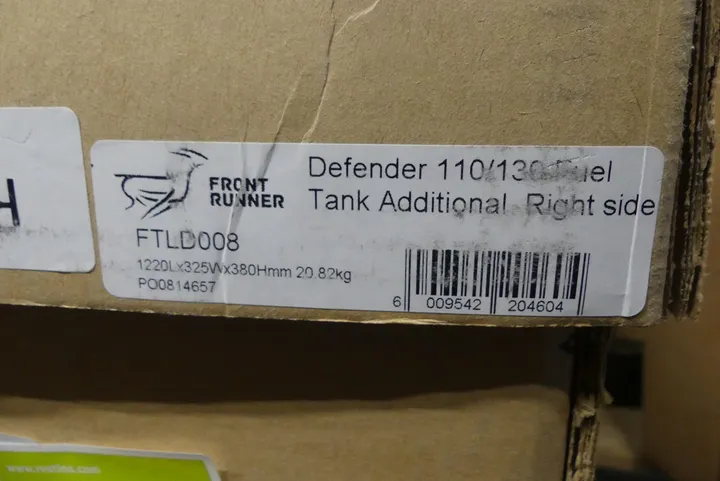 H
FRONT
RUNNER
Defender 110/130 Fuel
Tank Additional Right side
FTLD008
1220Lx325Wx380Hmm 20.82kg
PO0814657
6 009542 204604